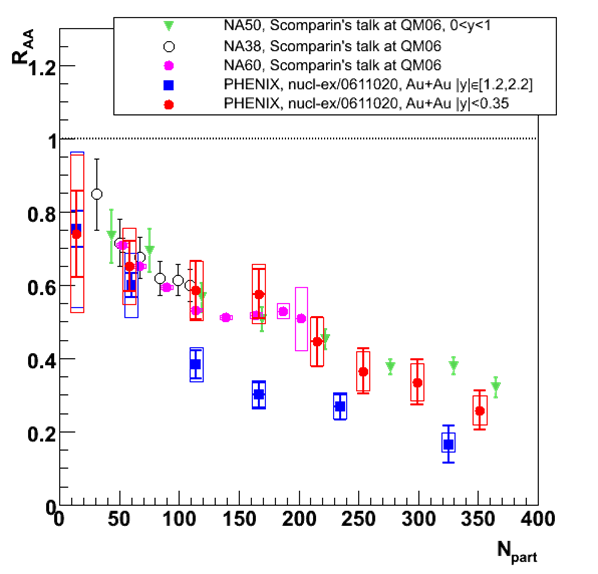 NA50, Scomparin's talk at QM06, 0<y<1
NA38, Scomparin's talk at QM06
NA60, Scomparin's talk at QM06
PHENIX, nucl-ex/0611020, Au+Au |y|∈[1.2,2.2]
PHENIX, nucl-ex/0611020, Au+Au |y|<0.35
R_AA
1.2
1
0.8
0.6
0.4
0.2
0
0 50 100 150 200 250 300 350 400
N_part